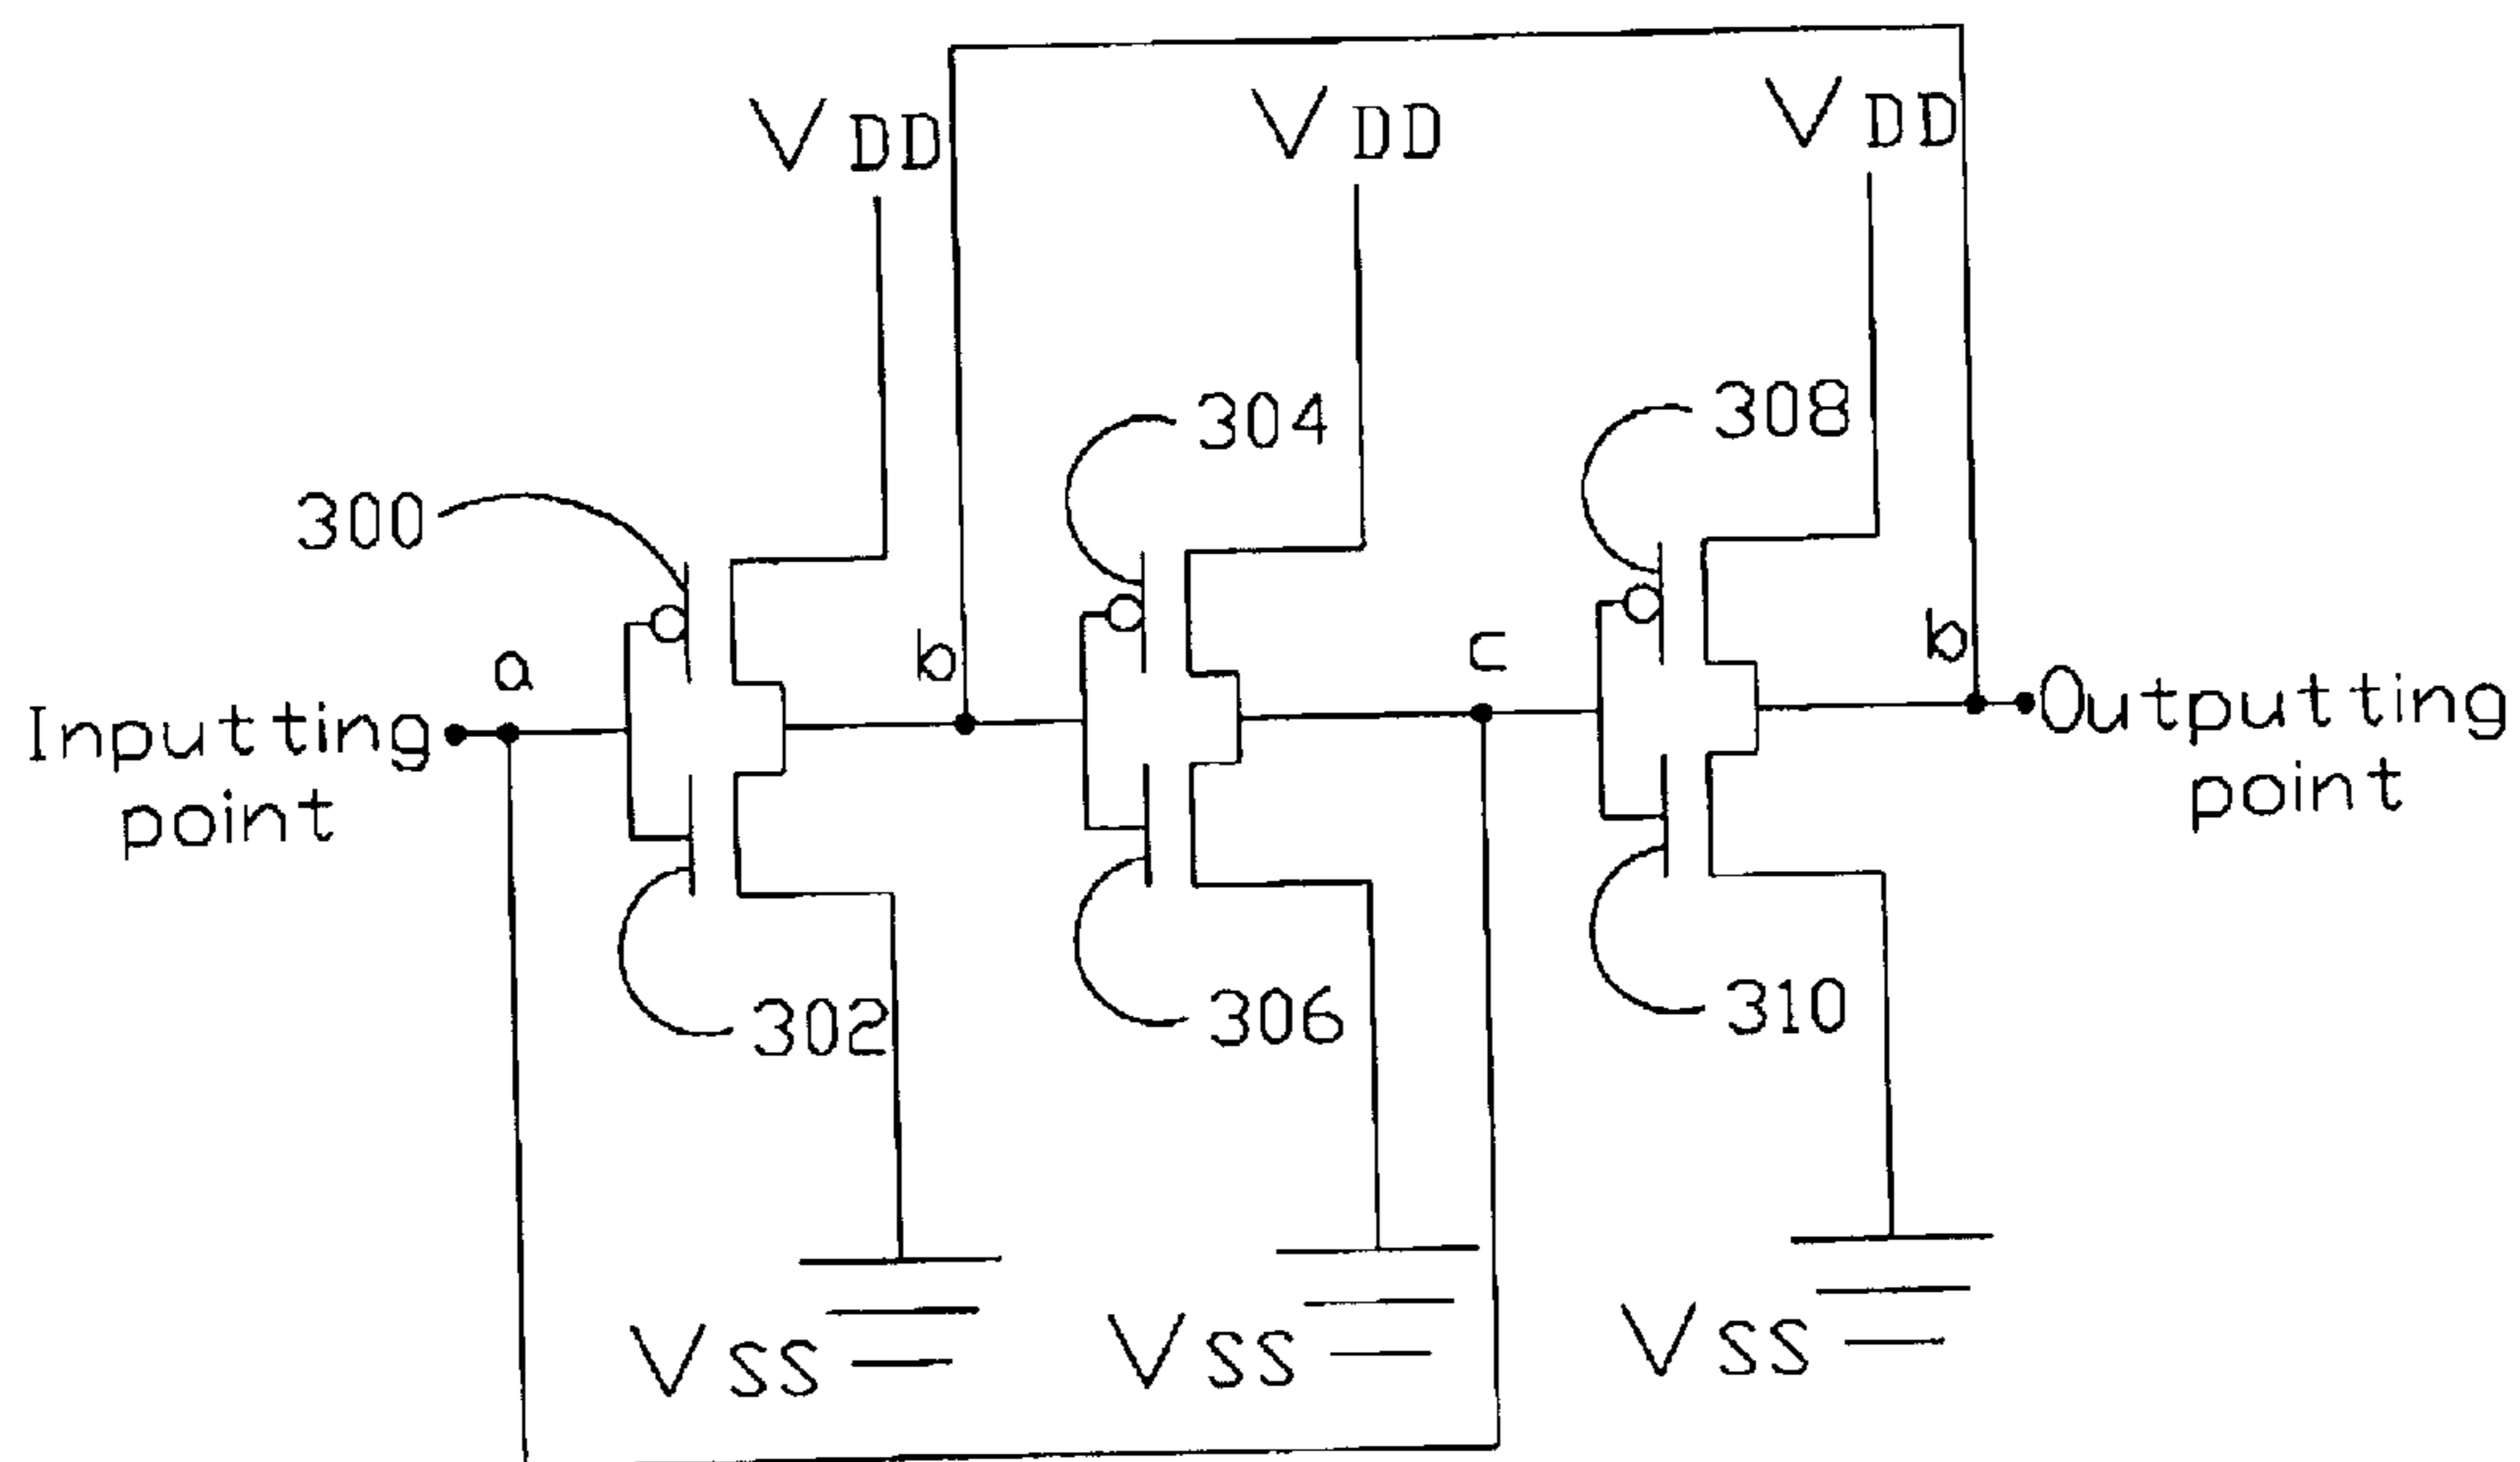 VDD
VDD
VDD
304
308
300
a
b
c
b
Inputting
point
Outputting
point
302
306
310
VSS
VSS
VSS